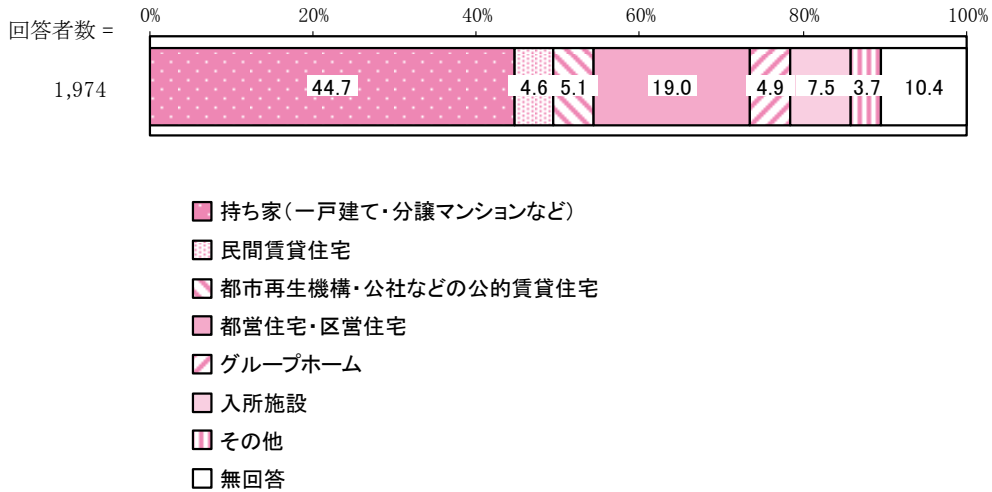 0% 20% 40% 60% 80% 100%
回答者数 =
1,974 44.7 4.6 5.1 19.0 4.9 7.5 3.7 10.4
持ち家(一戸建て・分譲マンションなど)
民間賃貸住宅
都市再生機構・公社などの公的賃貸住宅
都営住宅・区営住宅
グループホーム
入所施設
その他
無回答